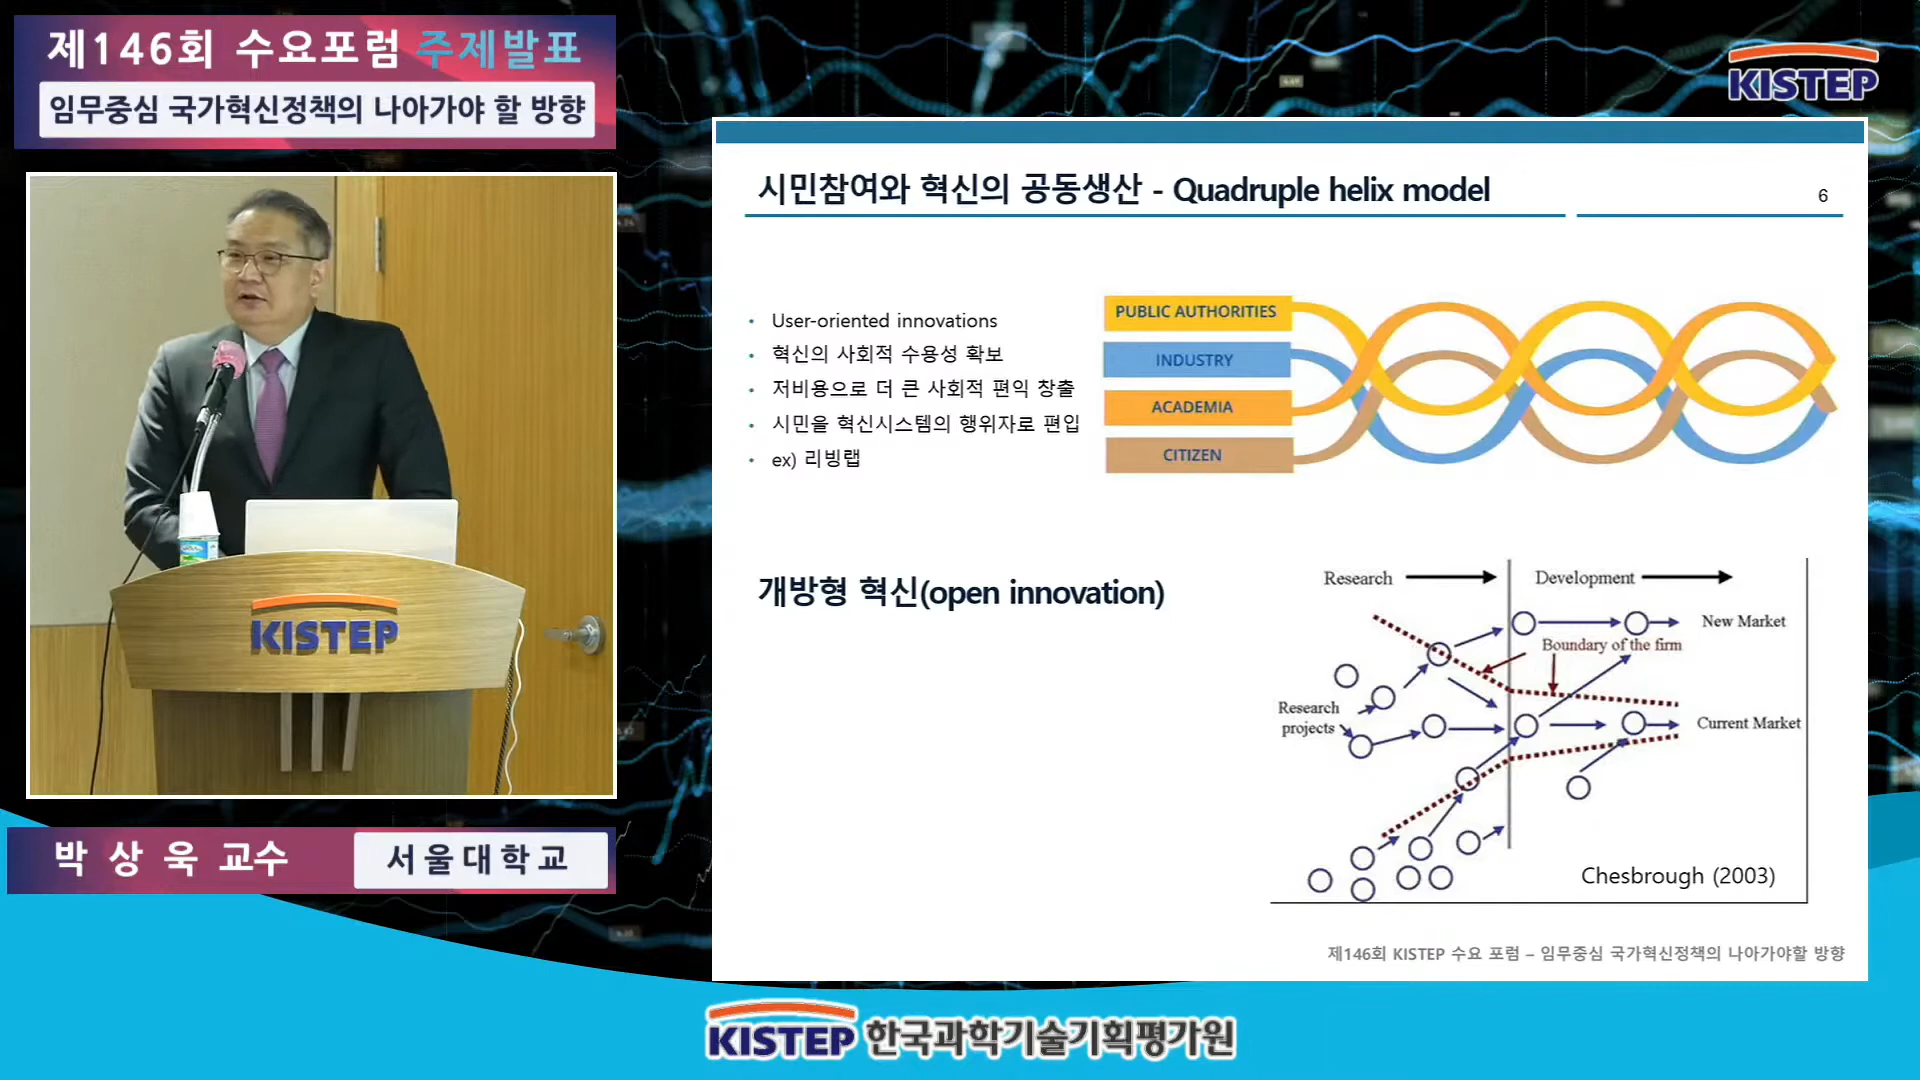 제146회 수요포럼 주제발표
임무중심 국가혁신정책의 나아가야 할 방향
KISTEP
시민참여와 혁신의 공동생산 - Quadruple helix model
6
• User-oriented innovations
• 혁신의 사회적 수용성 확보
• 저비용으로 더 큰 사회적 편익 창출
• 시민을 혁신시스템의 행위자로 편입
• ex) 리빙랩
PUBLIC AUTHORITIES
INDUSTRY
ACADEMIA
CITIZEN
개방형 혁신(open innovation)
Research
Development
New Market
Boundary of the firm
Research
projects
Current Market
Chesbrough (2003)
제146회 KISTEP 수요 포럼 – 임무중심 국가혁신정책의 나아가야할 방향
KISTEP
박 상 욱 교수
서울대학교
KISTEP 한국과학기술기획평가원